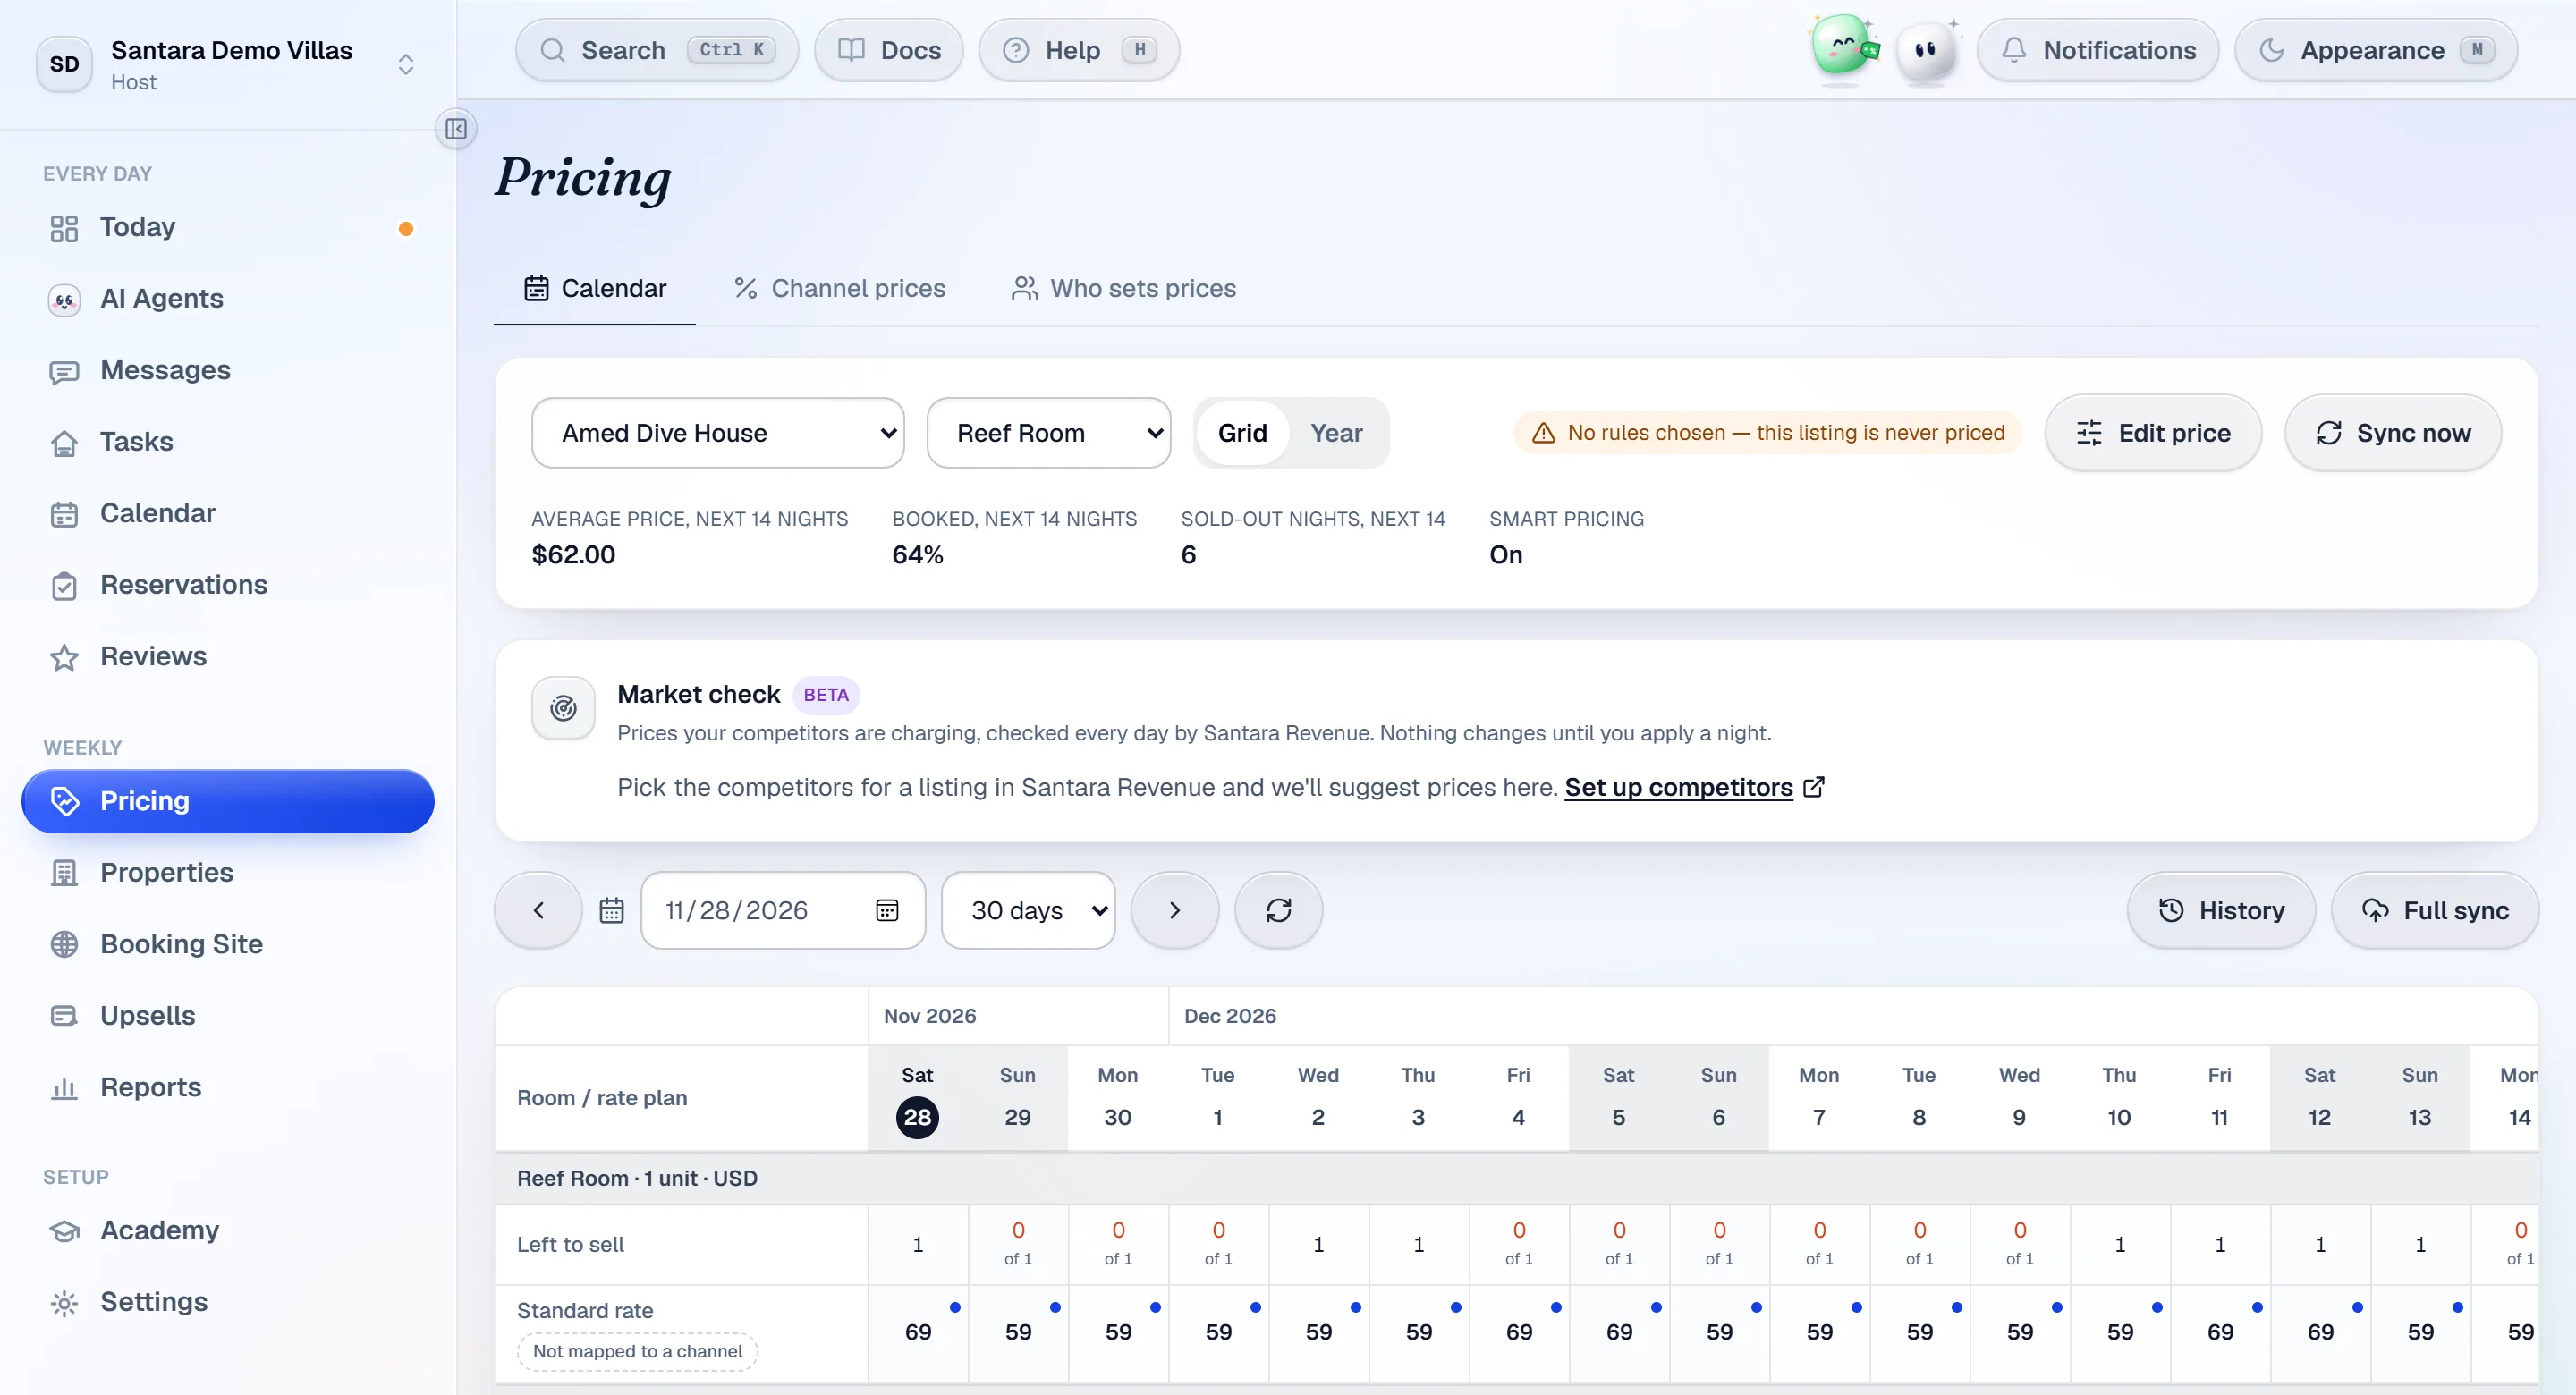 SD
Santara Demo Villas
Host
Search Ctrl K
Docs
Help H
Notifications
Appearance M
EVERY DAY
Today
AI Agents
Messages
Tasks
Calendar
Reservations
Reviews
WEEKLY
Pricing
Properties
Booking Site
Upsells
Reports
SETUP
Academy
Settings
Pricing
Calendar
Channel prices
Who sets prices
Amed Dive House
Reef Room
Grid Year
No rules chosen — this listing is never priced
Edit price
Sync now
AVERAGE PRICE, NEXT 14 NIGHTS BOOKED, NEXT 14 NIGHTS SOLD-OUT NIGHTS, NEXT 14 SMART PRICING
$62.00 64% 6 On
Market check BETA
Prices your competitors are charging, checked every day by Santara Revenue. Nothing changes until you apply a night.
Pick the competitors for a listing in Santara Revenue and we'll suggest prices here. Set up competitors
11/28/2026
30 days
History
Full sync
Nov 2026 Dec 2026
Room / rate plan
Sat Sun Mon Tue Wed Thu Fri Sat Sun Mon Tue Wed Thu Fri Sat Sun Mon
28 29 30 1 2 3 4 5 6 7 8 9 10 11 12 13 14
Reef Room · 1 unit · USD
Left to sell
1 0 0 0 1 1 0 0 0 0 0 0 1 1 1 1 0
of 1 of 1 of 1 of 1 of 1 of 1 of 1 of 1 of 1 of 1
Standard rate
Not mapped to a channel
69 59 59 59 59 59 69 69 59 59 59 59 59 69 69 59 59